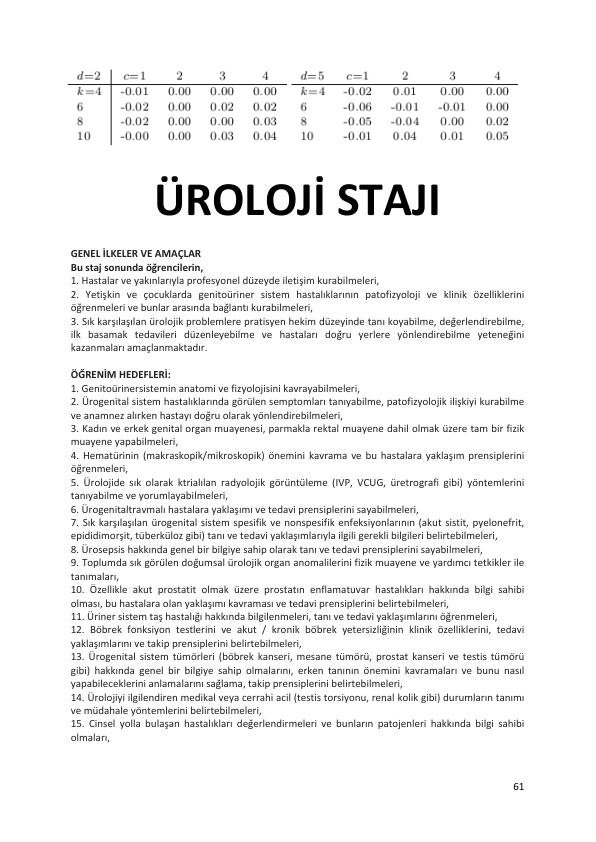 d=2 c=1 2 3 4 d=5 c=1 2 3 4
k=4 -0.01 0.00 0.00 0.00 k=4 -0.02 0.01 0.00 0.00
6 -0.02 0.00 0.02 0.02 6 -0.06 -0.01 -0.01 0.00
8 -0.02 0.00 0.00 0.03 8 -0.05 -0.04 0.00 0.02
10 -0.00 0.00 0.03 0.04 10 -0.01 0.04 0.01 0.05
ÜROLOJİ STAJI
GENEL İLKELER VE AMAÇLAR
Bu staj sonunda öğrencilerin,
1. Hastalar ve yakınlarıyla profesyonel düzeyde iletişim kurabilmeleri,
2. Yetişkin ve çocuklarda genitoüriner sistem hastalıklarının patofizyoloji ve klinik özelliklerini
öğrenmeleri ve bunlar arasında bağlantı kurabilmeleri,
3. Sık karşılaşılan ürolojik problemlere pratisyen hekim düzeyinde tanı koyabilme, değerlendirebilme,
ilk basamak tedavileri düzenleyebilme ve hastaları doğru yerlere yönlendirebilme yeteneğini
kazanmaları amaçlanmaktadır.
ÖĞRENİM HEDEFLERİ:
1. Genitoürinersistemin anatomi ve fizyolojisini kavrayabilmeleri,
2. Ürogenital sistem hastalıklarında görülen semptomları tanıyabilme, patofizyolojik ilişkiyi kurabilme
ve anamnez alırken hastayı doğru olarak yönlendirebilmeleri,
3. Kadın ve erkek genital organ muayenesi, parmakla rektal muayene dahil olmak üzere tam bir fizik
muayene yapabilmeleri,
4. Hematürinin (makraskopik/mikroskopik) önemini kavrama ve bu hastalara yaklaşım prensiplerini
öğrenmeleri,
5. Ürolojide sık olarak ktrialılan radyolojik görüntüleme (IVP, VCUG, üretrografi gibi) yöntemlerini
tanıyabilme ve yorumlayabilmeleri,
6. Ürogenitaltravmalı hastalara yaklaşımı ve tedavi prensiplerini sayabilmeleri,
7. Sık karşılaşılan ürogenital sistem spesifik ve nonspesifik enfeksiyonlarının (akut sistit, pyelonefrit,
epididimorşit, tüberküloz gibi) tanı ve tedavi yaklaşımlarıyla ilgili gerekli bilgileri belirtebilmeleri,
8. Ürosepsis hakkında genel bir bilgiye sahip olarak tanı ve tedavi prensiplerini sayabilmeleri,
9. Toplumda sık görülen doğumsal ürolojik organ anomalilerini fizik muayene ve yardımcı tetkikler ile
tanımaları,
10. Özellikle akut prostatit olmak üzere prostatın enflamatuvar hastalıkları hakkında bilgi sahibi
olması, bu hastalara olan yaklaşımı kavraması ve tedavi prensiplerini belirtebilmeleri,
11. Üriner sistem taş hastalığı hakkında bilgilenmeleri, tanı ve tedavi yaklaşımlarını öğrenmeleri,
12. Böbrek fonksiyon testlerini ve akut / kronik böbrek yetersizliğinin klinik özelliklerini, tedavi
yaklaşımlarını ve takip prensiplerini belirtebilmeleri,
13. Ürogenital sistem tümörleri (böbrek kanseri, mesane tümörü, prostat kanseri ve testis tümörü
gibi) hakkında genel bir bilgiye sahip olmalarını, erken tanının önemini kavramaları ve bunu nasıl
yapabileceklerini anlamalarını sağlama, takip prensiplerini belirtebilmeleri,
14. Ürolojiyi ilgilendiren medikal veya cerrahi acil (testis torsiyonu, renal kolik gibi) durumların tanımı
ve müdahale yöntemlerini belirtebilmeleri,
15. Cinsel yolla bulaşan hastalıkları değerlendirmeleri ve bunların patojenleri hakkında bilgi sahibi
olmaları,
61